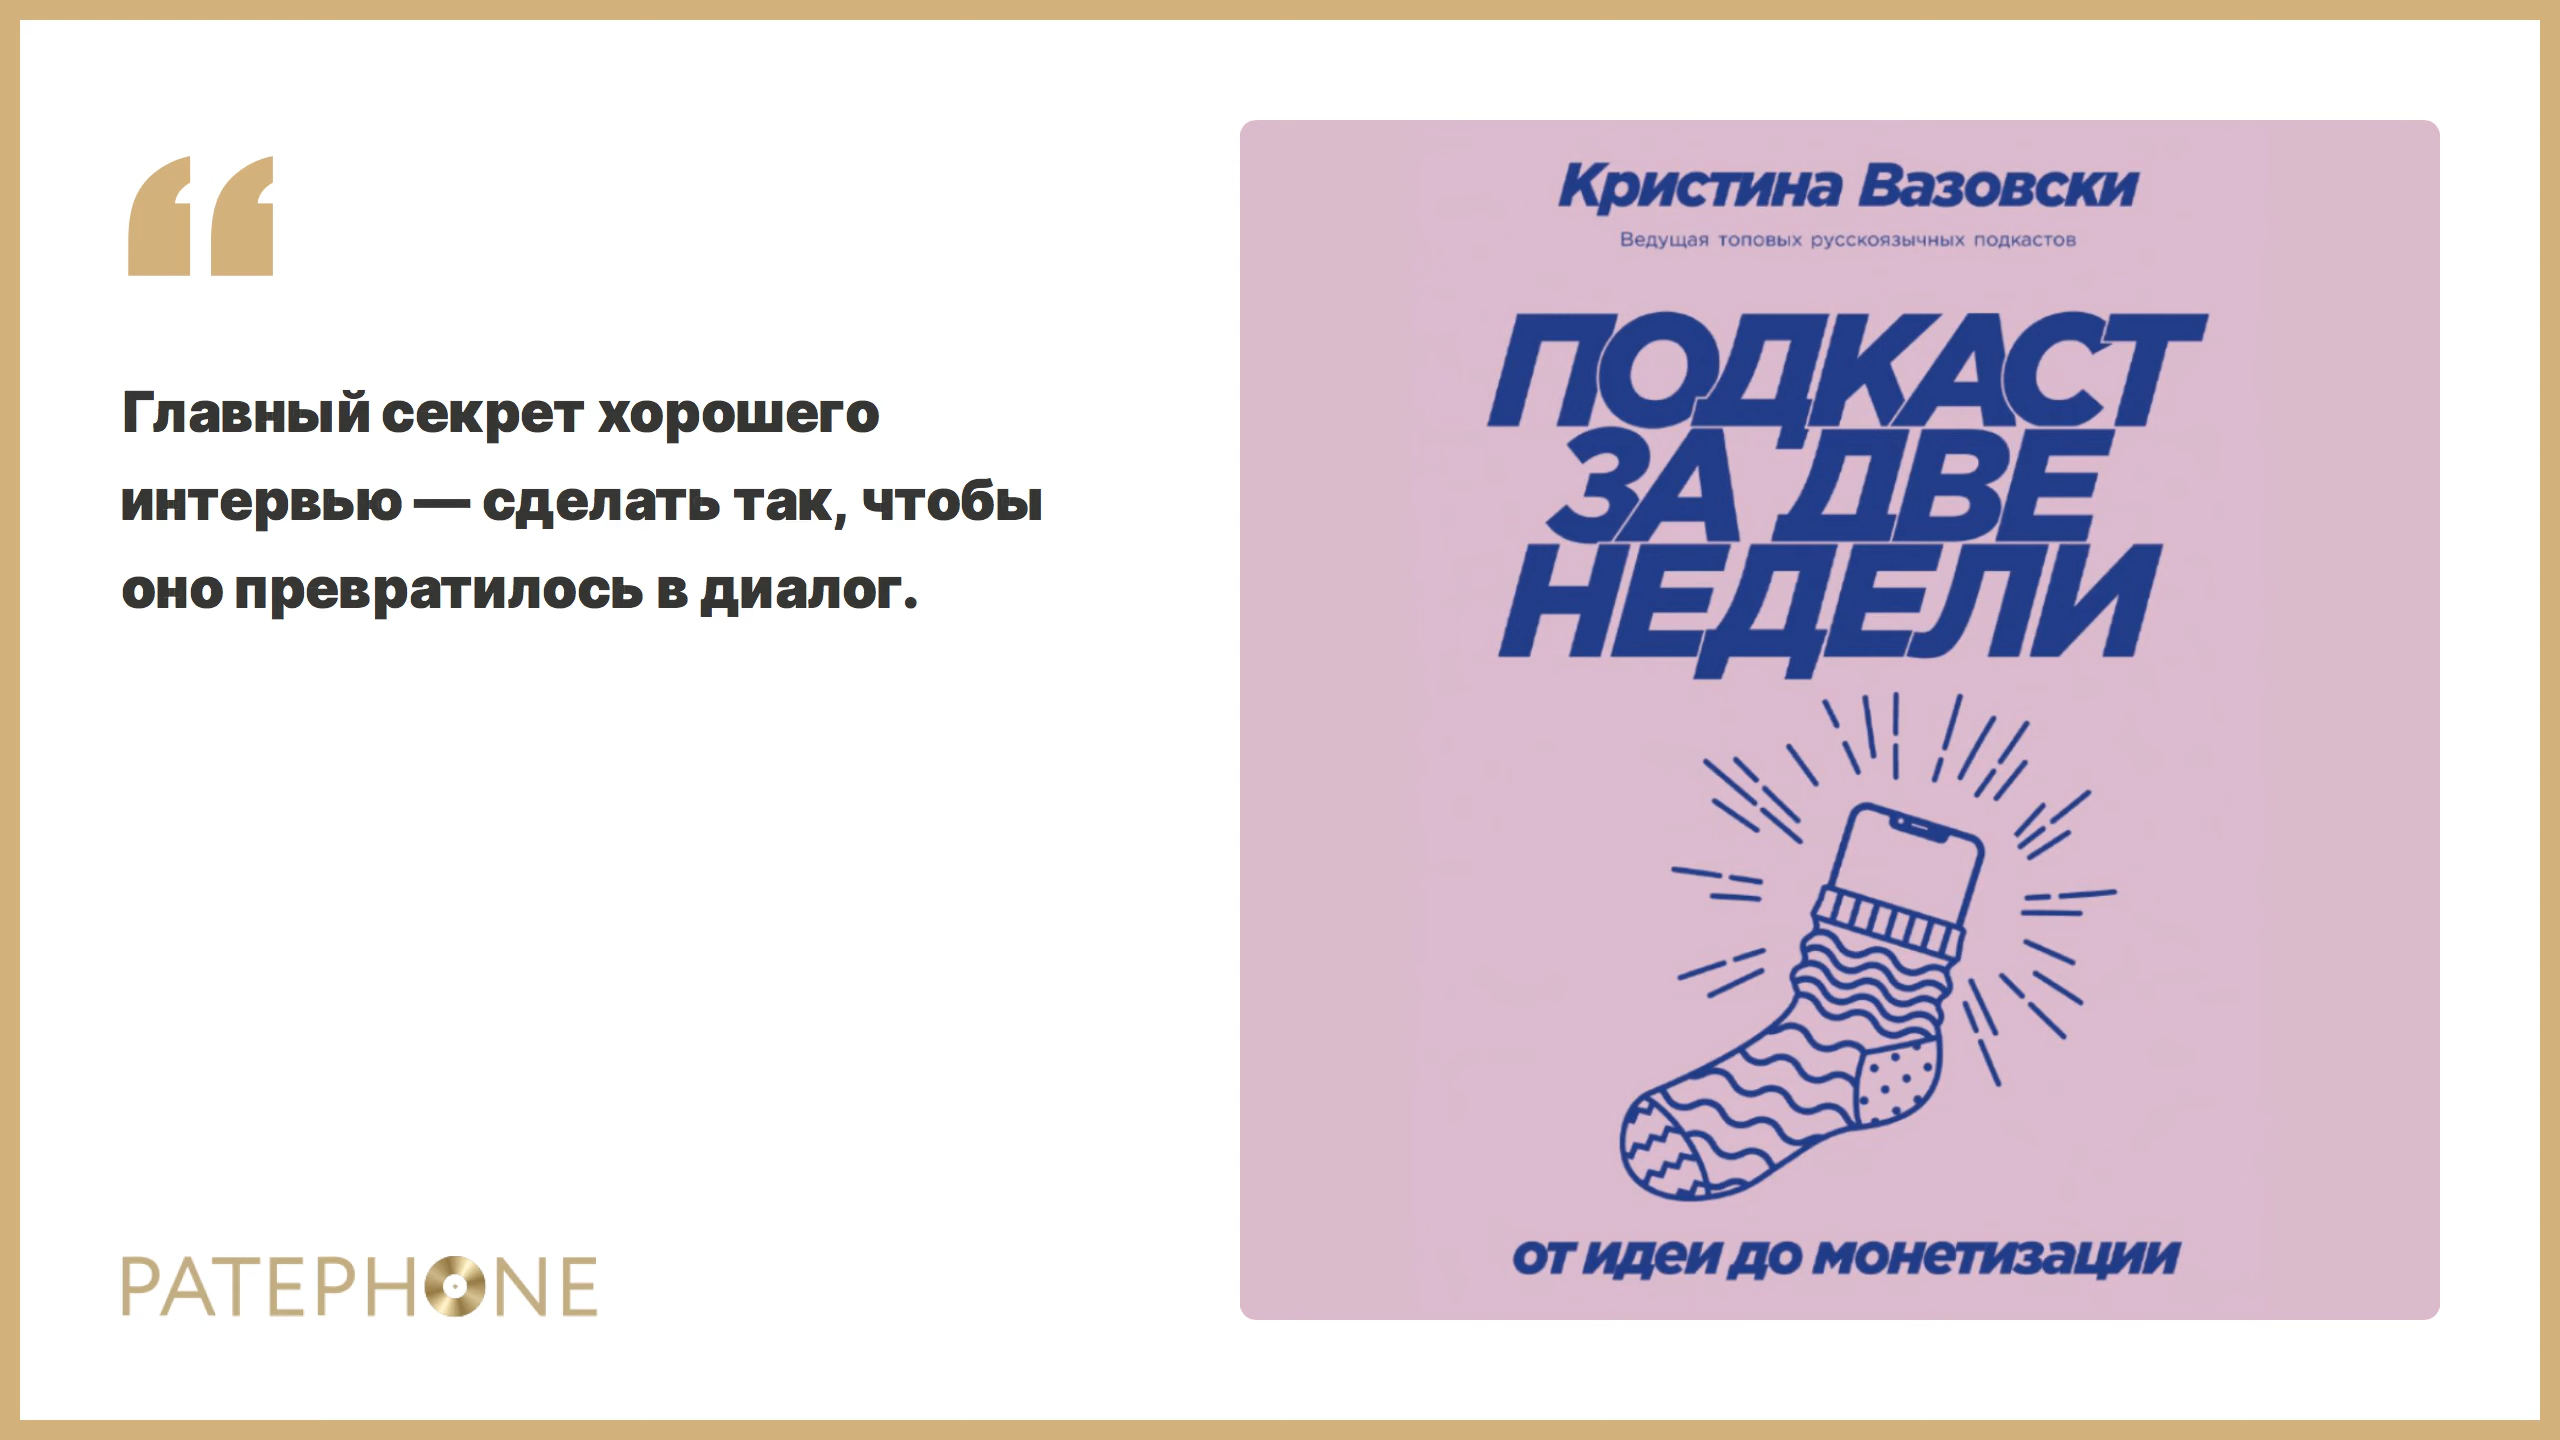 Главный секрет хорошего
интервью — сделать так, чтобы
оно превратилось в диалог.
PATEPHONE
Кристина Вазовски
Ведущая топовых русскоязычных подкастов
ПОДКАСТ
ЗА ДВЕ
НЕДЕЛИ
от идеи до монетизации